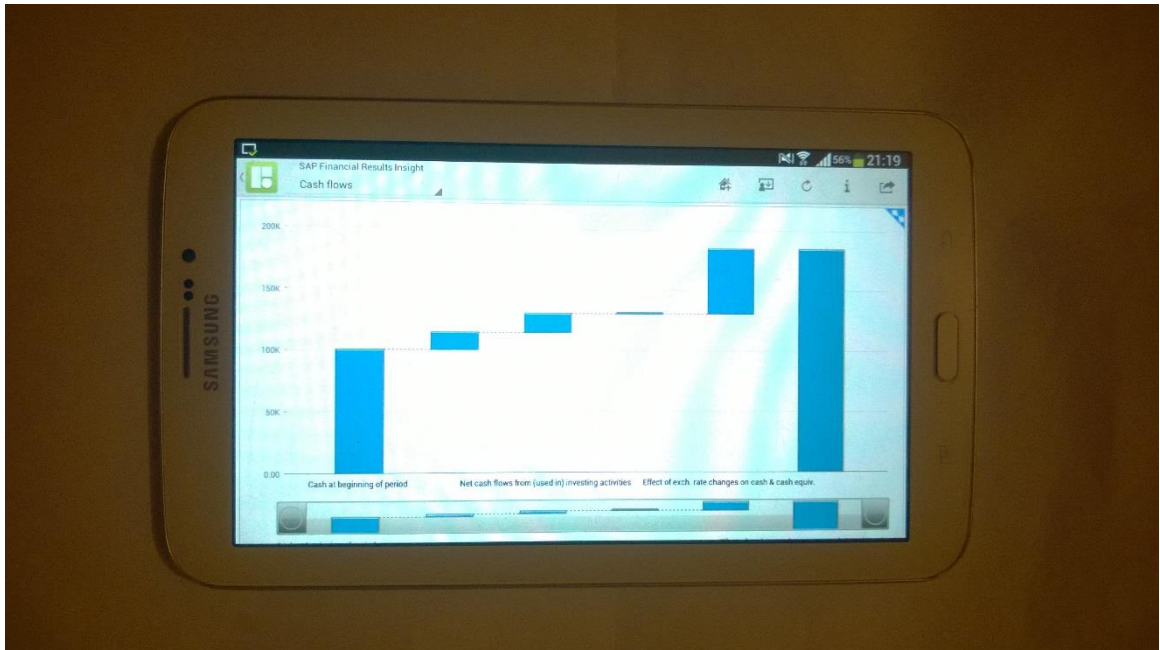 SAP Financial Results Insight
Cash flows
56% 21:19
200K
150K
100K
50K
0.00
Cash at beginning of period
Net cash flows from (used in) investing activities
Effect of exch. rate changes on cash & cash equiv.
SAMSUNG